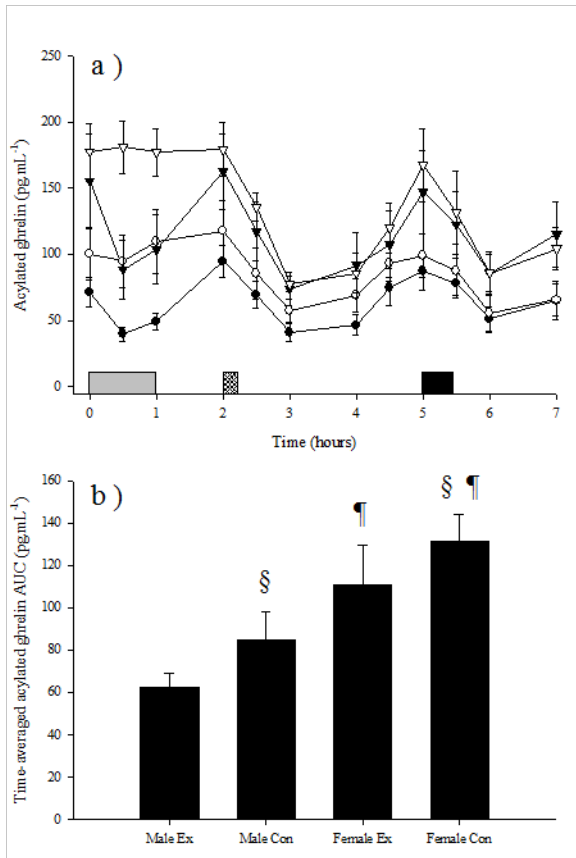 a )
250
200
150
100
50
0
Acylated ghrelin (pg.mL-1)
0 1 2 3 4 5 6 7
Time (hours)
b )
160
140
120
100
80
60
40
20
0
Time-averaged acylated ghrelin AUC (pg.mL-1)
§ ¶ § ¶
Male Ex Male Con Female Ex Female Con